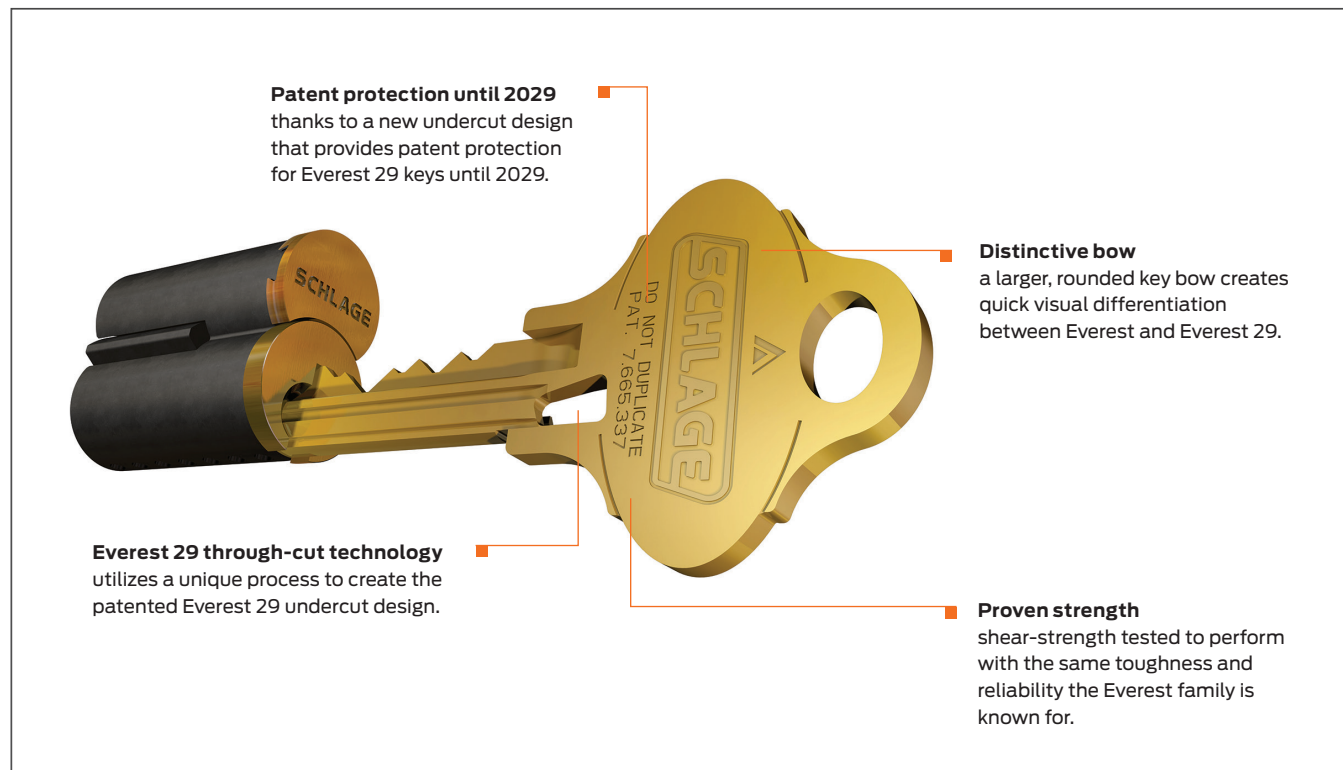 Patent protection until 2029
thanks to a new undercut design
that provides patent protection
for Everest 29 keys until 2029.
SCHLAGE
SCHLAGE
DO NOT DUPLICATE
PAT. 7,665,337
Distinctive bow
a larger, rounded key bow creates
quick visual differentiation
between Everest and Everest 29.
Everest 29 through-cut technology
utilizes a unique process to create the
patented Everest 29 undercut design.
Proven strength
shear-strength tested to perform
with the same toughness and
reliability the Everest family is
known for.